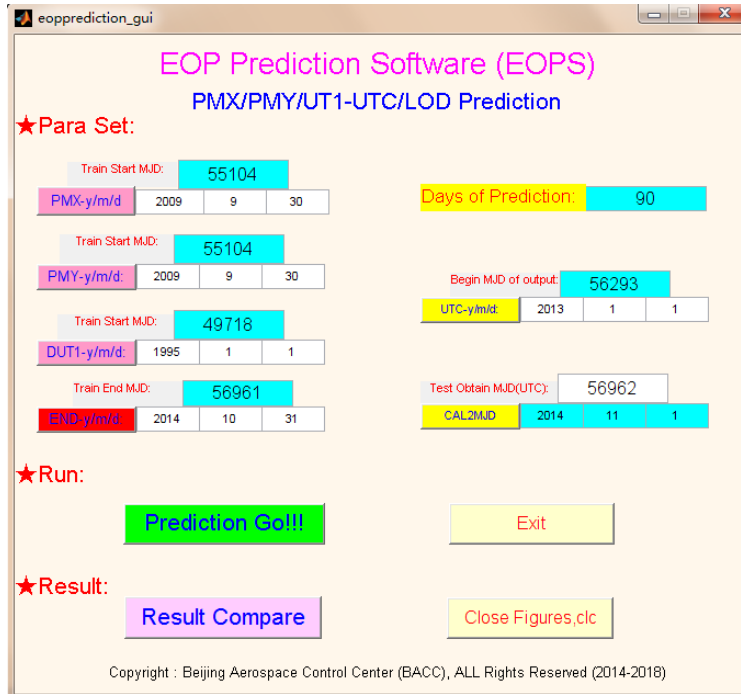 eopprediction_gui
EOP Prediction Software (EOPS)
PMX/PMY/UT1-UTC/LOD Prediction
★Para Set:
Train Start MJD: 55104
PMX-y/m/d 2009 9 30
Days of Prediction: 90
Train Start MJD: 55104
PMY-y/m/d: 2009 9 30
Begin MJD of output: 56293
UTC-y/m/d: 2013 1 1
Train Start MJD: 49718
DUT1-y/m/d: 1995 1 1
Train End MJD: 56961
END-y/m/d: 2014 10 31
Test Obtain MJD(UTC): 56962
CAL2MJD 2014 11 1
★Run:
Prediction Go!!! Exit
★Result:
Result Compare Close Figures,clc
Copyright : Beijing Aerospace Control Center (BACC), ALL Rights Reserved (2014-2018)